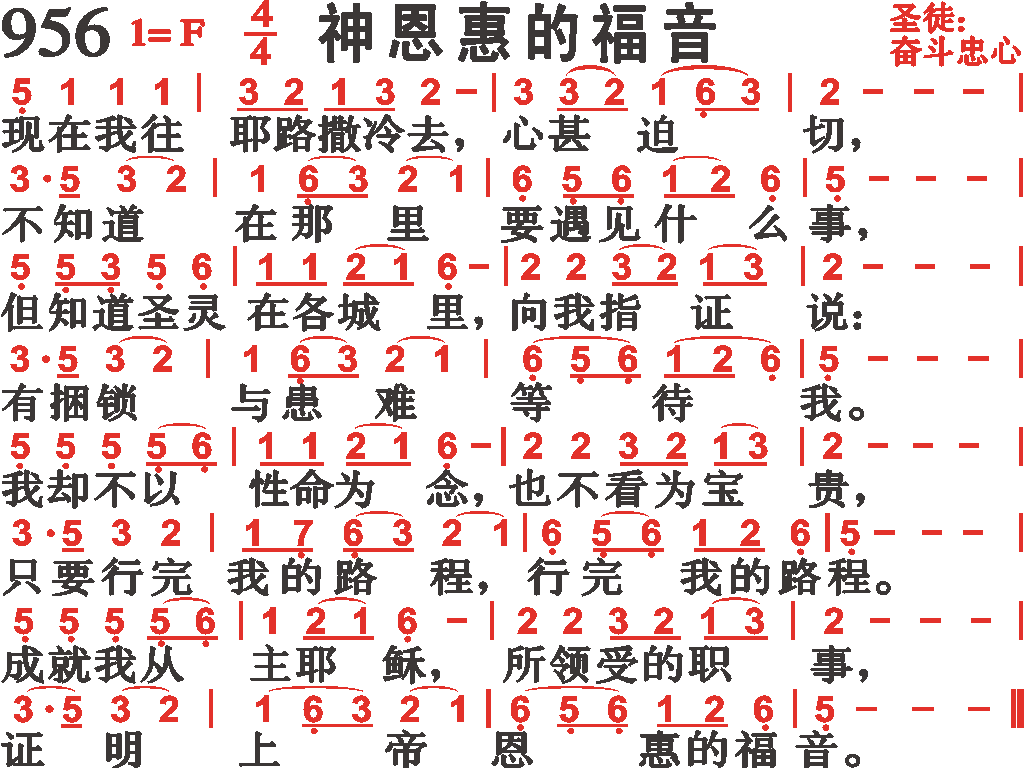 956 1=F 4/4 神恩惠的福音 圣徒:
奋斗忠心
5 1 1 1 | 3 2 1 3 2 – | 3 3 2 1 6 3 | 2 – – – |
现在我往 耶路撒冷去，心甚 迫 切，
3 · 5 3 2 | 1 6 3 2 1 | 6 5 6 1 2 6 | 5 – – – |
不知道 在那 里 要遇见什 么事，
5 5 3 5 6 | 1 1 2 1 6 – | 2 2 3 2 1 3 | 2 – – – |
但知道圣灵 在各城 里，向我指 证 说：
3 · 5 3 2 | 1 6 3 2 1 | 6 5 6 1 2 6 | 5 – – – |
有捆锁 与患 难 等 待 我。
5 5 5 5 6 | 1 1 2 1 6 – | 2 2 3 2 1 3 | 2 – – – |
我却不以 性命为 念，也不看为宝 贵，
3 · 5 3 2 | 1 7 6 3 2 1 | 6 5 6 1 2 6 | 5 – – – |
只要行完 我的路 程，行完 我的路程。
5 5 5 5 6 | 1 2 1 6 – | 2 2 3 2 1 3 | 2 – – – |
成就我从 主耶 稣，所领受的职 事，
3 · 5 3 2 | 1 6 3 2 1 | 6 5 6 1 2 6 | 5 – – – ‖
证 明 上 帝 恩 惠的福音。